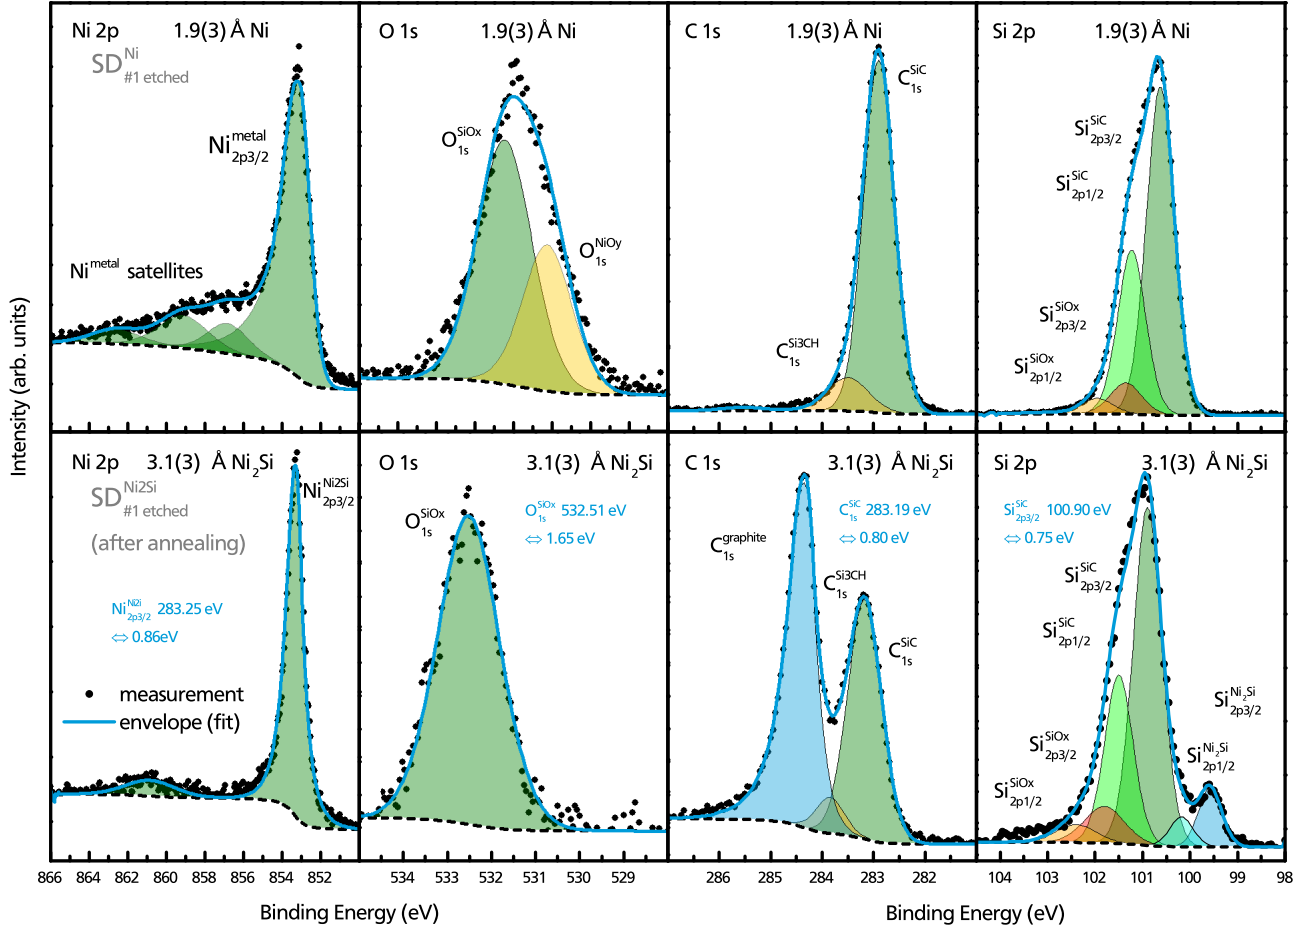 Ni 2p 1.9(3) Å Ni
SD Ni #1 etched
Ni metal 2p3/2
Ni metal satellites
O 1s 1.9(3) Å Ni
O SiOx 1s
O NiOy 1s
C 1s 1.9(3) Å Ni
C SiC 1s
C Si3CH 1s
Si 2p 1.9(3) Å Ni
Si SiC 2p3/2
Si SiC 2p1/2
Si SiOx 2p3/2
Si SiOx 2p1/2
Intensity (arb. units)
Ni 2p 3.1(3) Å Ni2Si
SD Ni2Si #1 etched
(after annealing)
Ni Ni2Si 2p3/2
Ni Ni2i 2p3/2 283.25 eV
⇔ 0.86eV
measurement
envelope (fit)
O 1s 3.1(3) Å Ni2Si
O SiOx 1s
O SiOx 1s 532.51 eV
⇔ 1.65 eV
C 1s 3.1(3) Å Ni2Si
C SiC 1s 283.19 eV
⇔ 0.80 eV
C graphite 1s
C Si3CH 1s
C SiC 1s
Si 2p 3.1(3) Å Ni2Si
Si SiC 2p3/2 100.90 eV
⇔ 0.75 eV
Si SiC 2p3/2
Si SiC 2p1/2
Si Ni2Si 2p3/2
Si SiOx 2p3/2
Si Ni2Si 2p1/2
Si SiOx 2p1/2
866 864 862 860 858 856 854 852
534 533 532 531 530 529
286 285 284 283 282
104 103 102 101 100 99 98
Binding Energy (eV)
Binding Energy (eV)